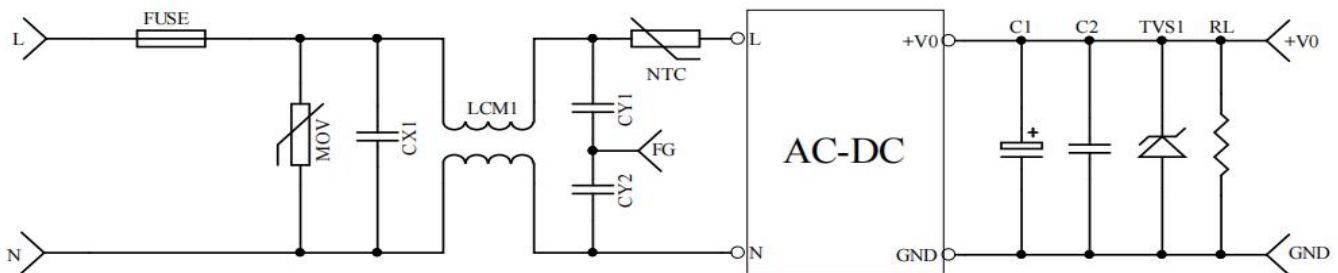 FUSE
L
NTC
L
+V0
C1
C2
TVS1
RL
+V0
MOV
CX1
LCM1
CY1
FG
CY2
AC-DC
N
N
GND
GND